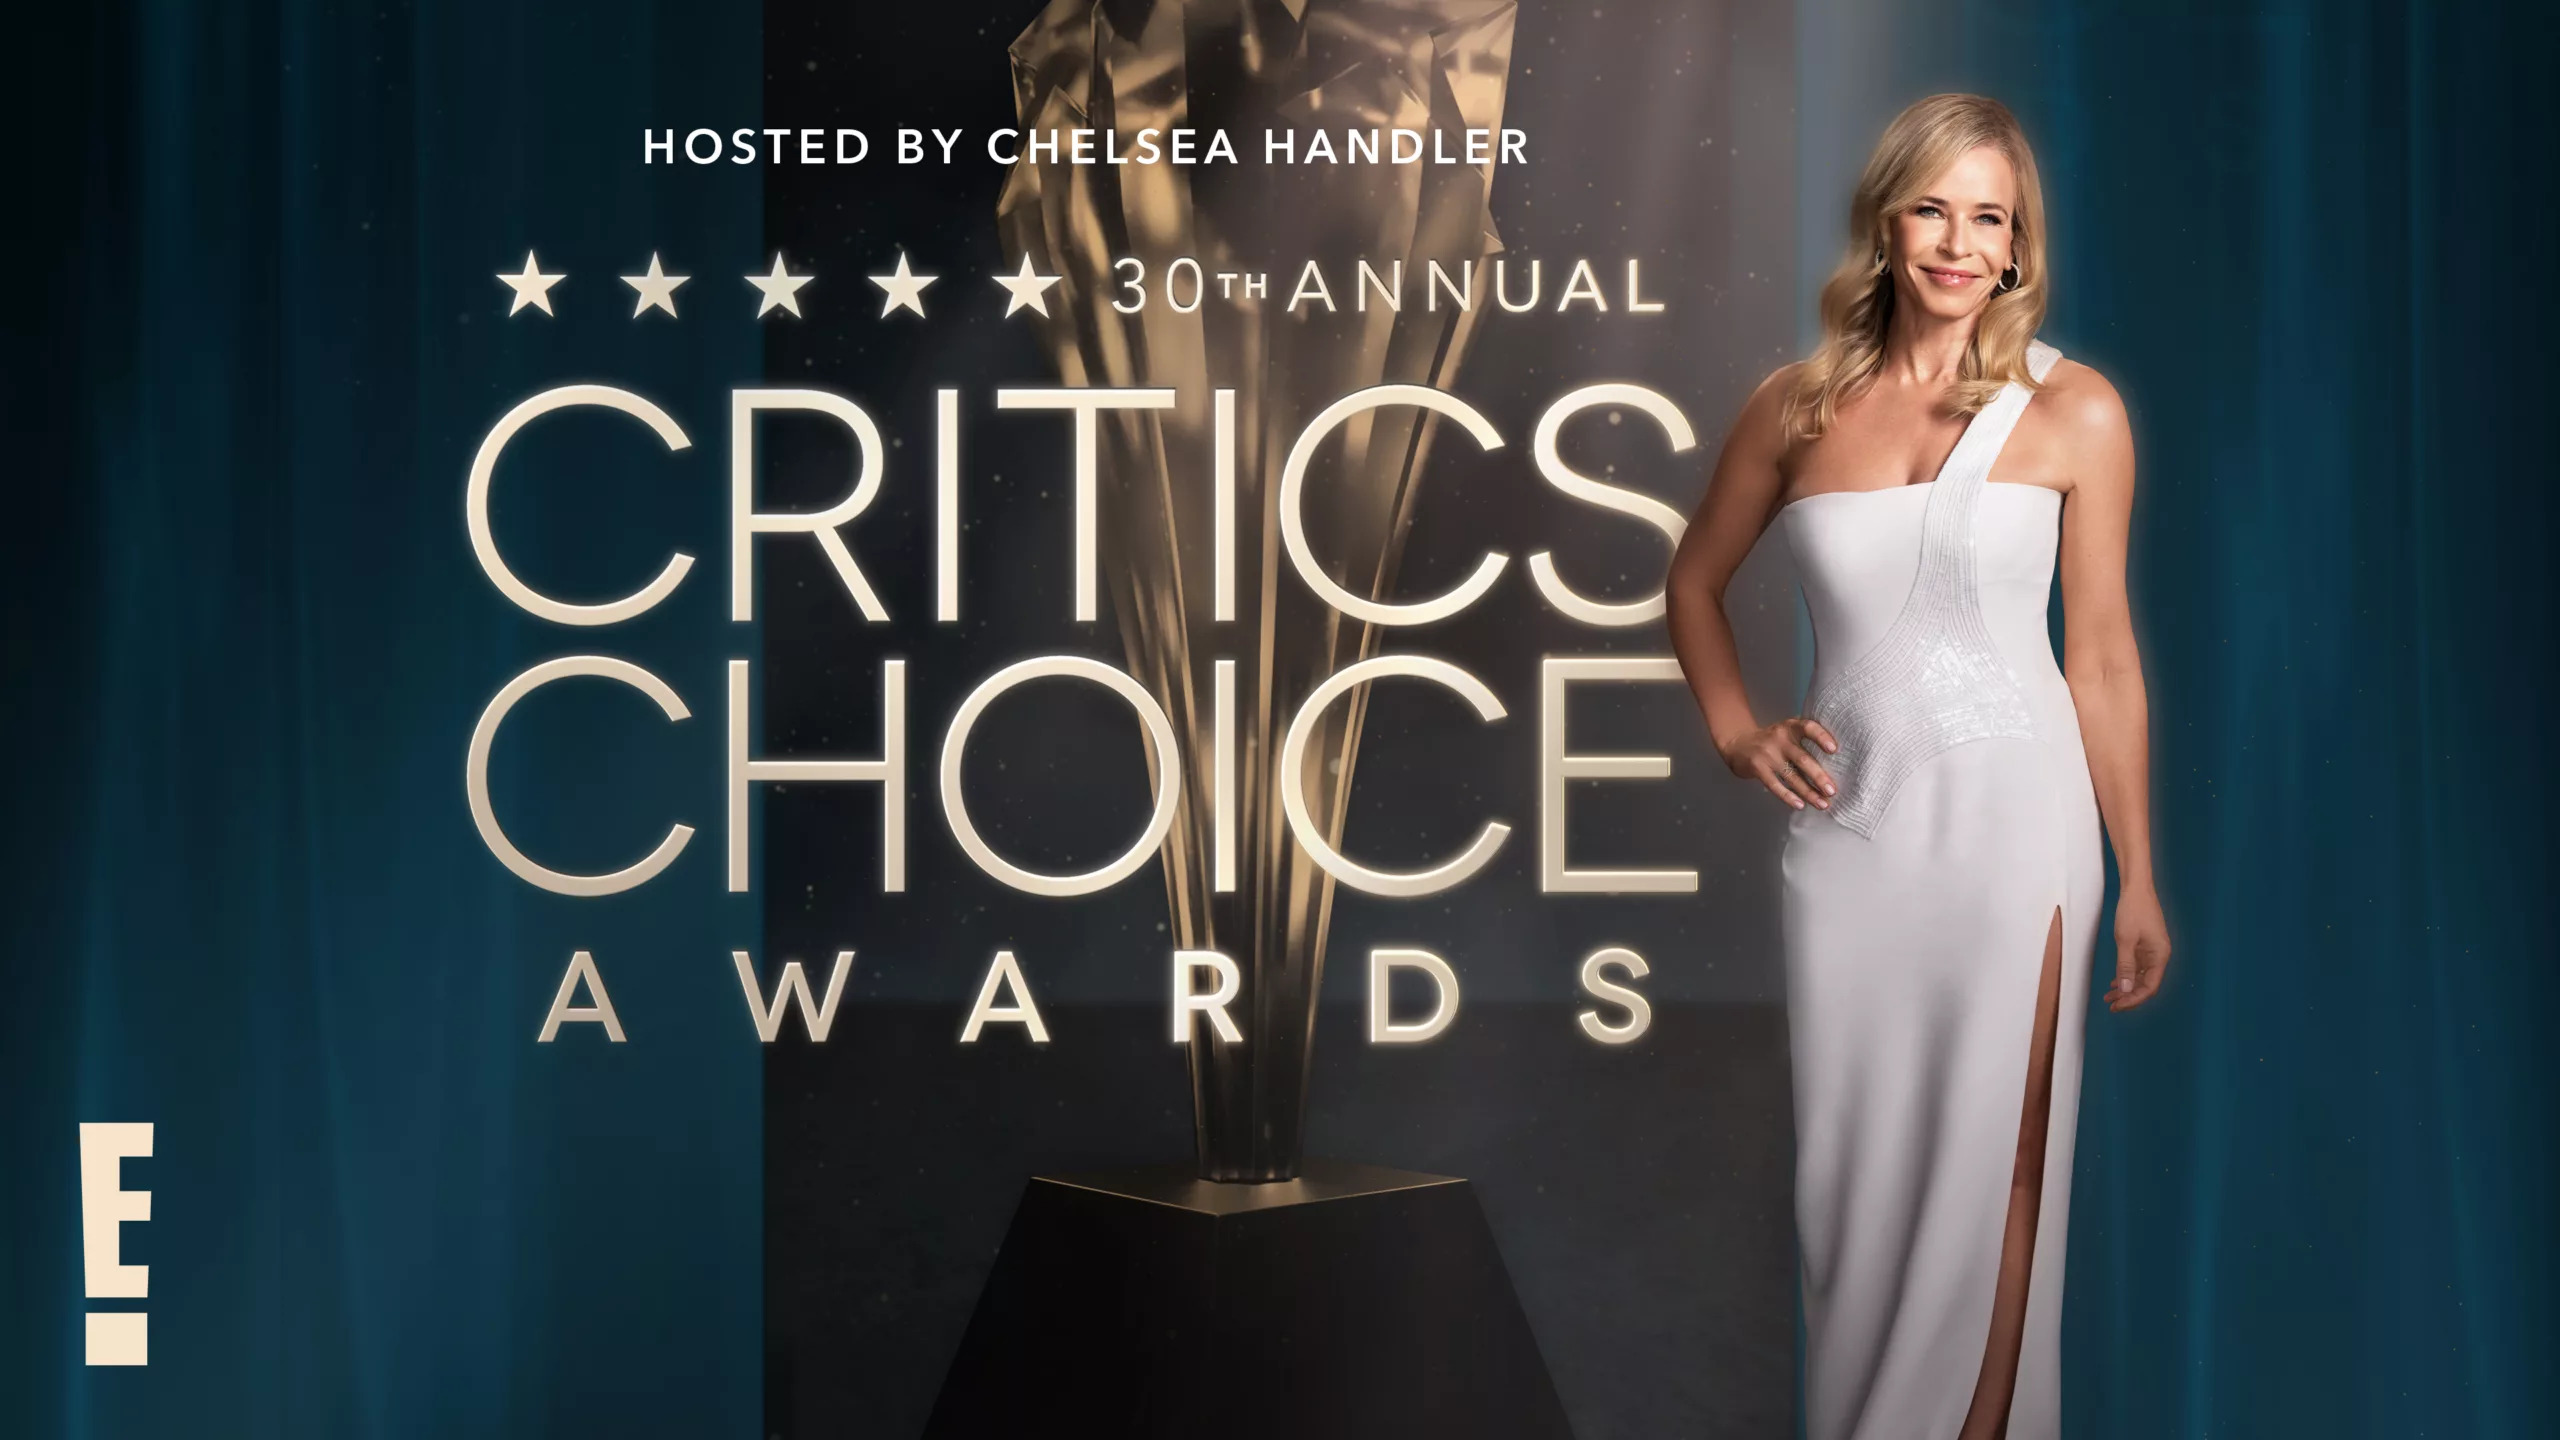 HOSTED BY CHELSEA HANDLER
★★★★★ 30TH ANNUAL
CRITICS
CHOICE
AWARDS
E!